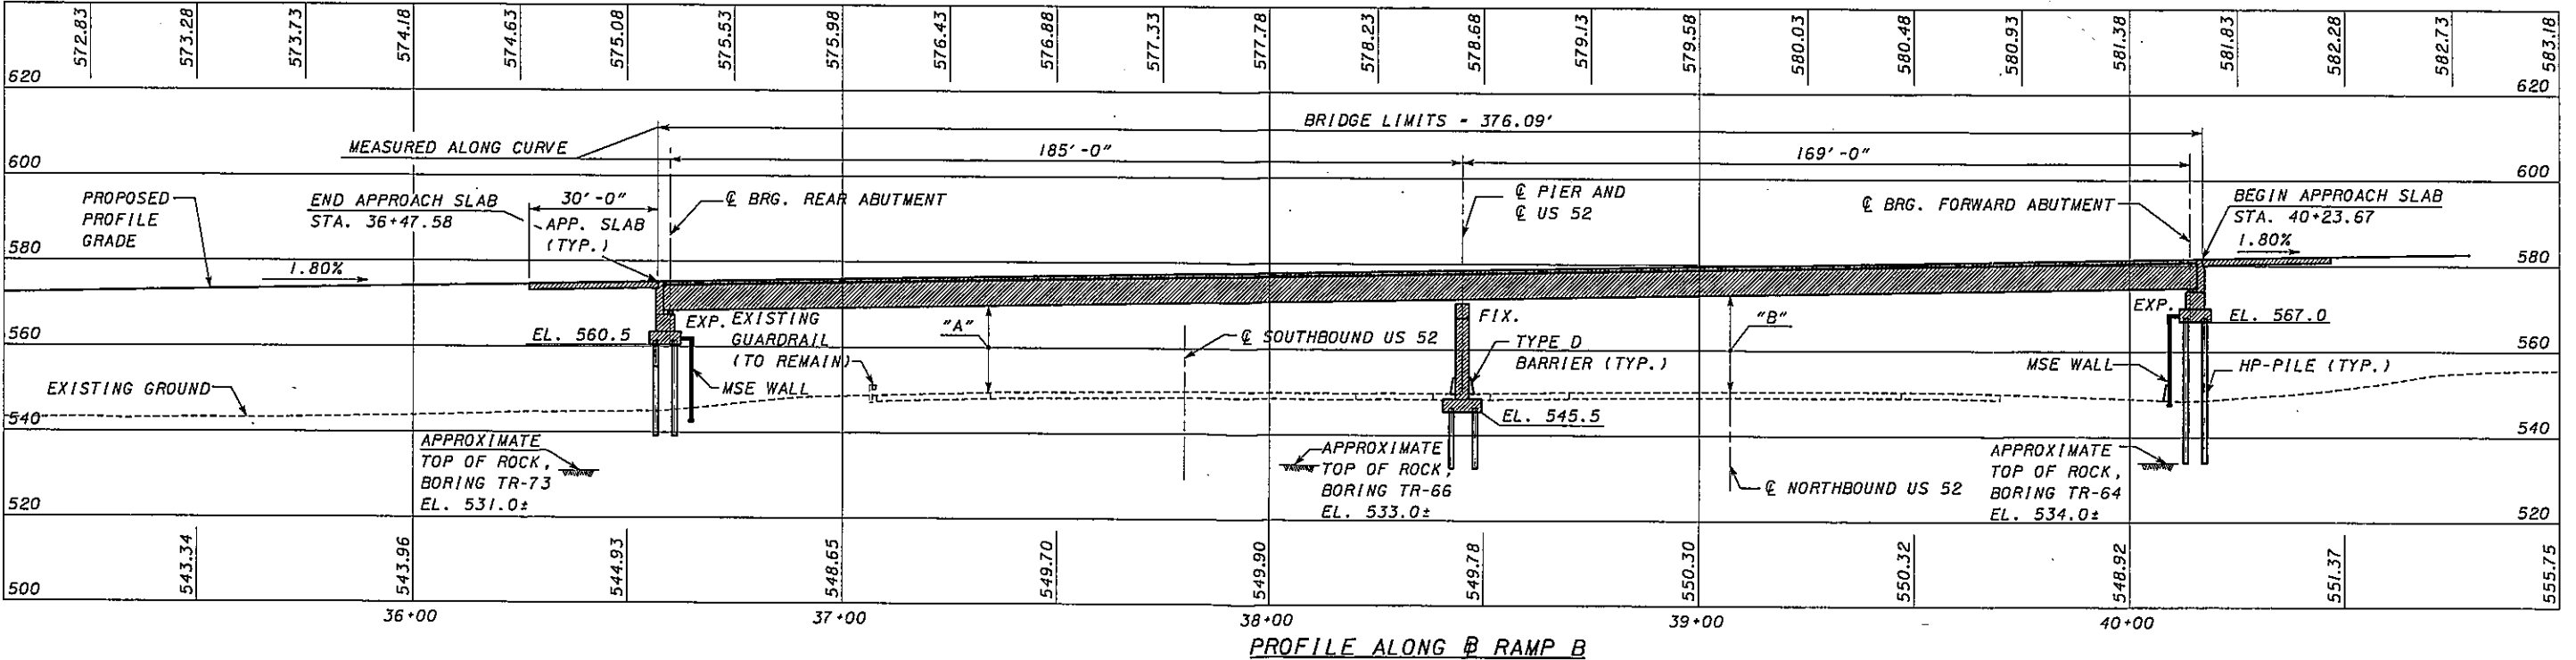 572.83 573.28 573.73 574.18 574.63 575.08 575.53 575.98 576.43 576.88 577.33 577.78 578.23 578.68 579.13 579.58 580.03 580.48 580.93 581.38 581.83 582.28 582.73 583.18
620 620
BRIDGE LIMITS = 376.09'
MEASURED ALONG CURVE
185'-0" 169'-0"
600 600
PROPOSED
PROFILE
GRADE
END APPROACH SLAB
STA. 36+47.58
30'-0"
APP. SLAB
(TYP.)
℄ BRG. REAR ABUTMENT
℄ PIER AND
℄ US 52
℄ BRG. FORWARD ABUTMENT
BEGIN APPROACH SLAB
STA. 40+23.67
580 580
1.80% 1.80%
EXP.
EXISTING
GUARDRAIL
(TO REMAIN)
"A"
℄ SOUTHBOUND US 52
FIX.
TYPE D
BARRIER (TYP.)
"B"
EXP.
EL. 560.5 EL. 567.0
560 560
EXISTING GROUND
MSE WALL
MSE WALL
HP-PILE (TYP.)
540 540
EL. 545.5
APPROXIMATE
TOP OF ROCK,
BORING TR-73
EL. 531.0±
APPROXIMATE
TOP OF ROCK,
BORING TR-66
EL. 533.0±
℄ NORTHBOUND US 52
APPROXIMATE
TOP OF ROCK,
BORING TR-64
EL. 534.0±
520 520
543.34 543.96 544.93 548.65 549.70 549.90 549.78 550.30 550.32 548.92 551.37 555.75
500
36+00 37+00 38+00 39+00 40+00
PROFILE ALONG ℄ RAMP B